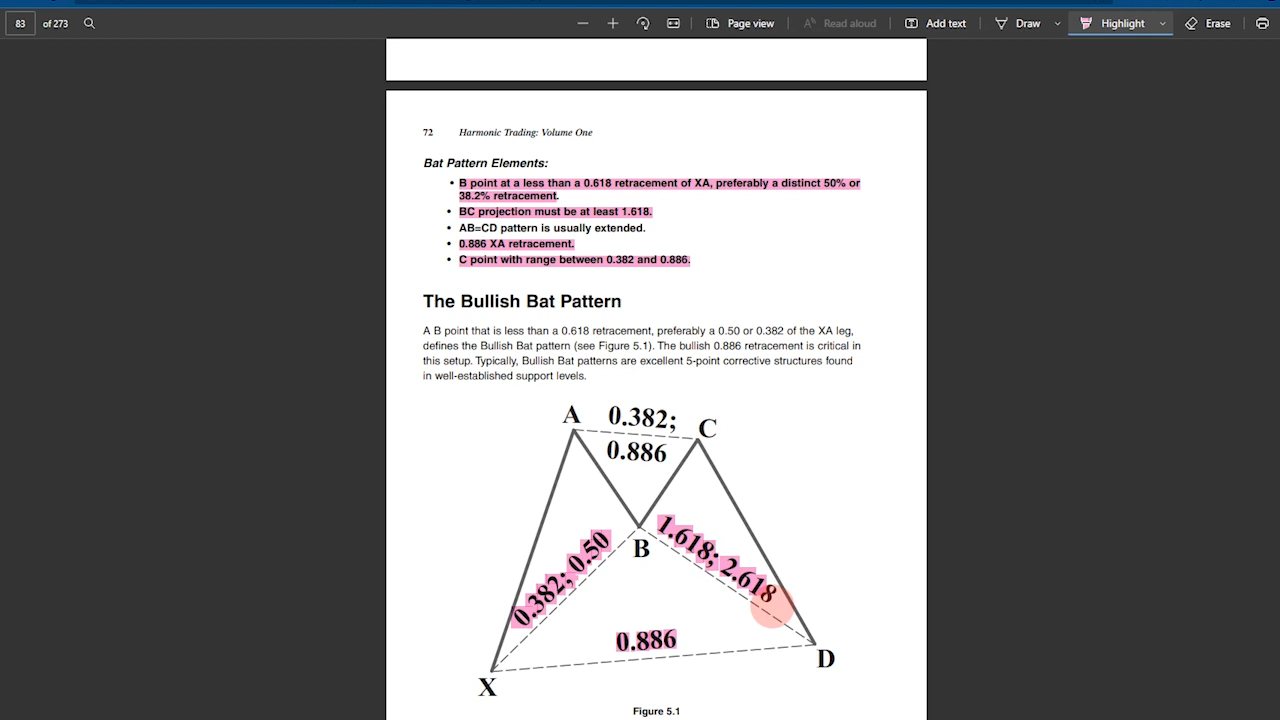 83 of 273 Page view Read aloud Add text Draw Highlight Erase
72 Harmonic Trading: Volume One
Bat Pattern Elements:
• B point at a less than a 0.618 retracement of XA, preferably a distinct 50% or
38.2% retracement.
• BC projection must be at least 1.618.
• AB=CD pattern is usually extended.
• 0.886 XA retracement.
• C point with range between 0.382 and 0.886.
The Bullish Bat Pattern
A B point that is less than a 0.618 retracement, preferably a 0.50 or 0.382 of the XA leg,
defines the Bullish Bat pattern (see Figure 5.1). The bullish 0.886 retracement is critical in
this setup. Typically, Bullish Bat patterns are excellent 5-point corrective structures found
in well-established support levels.
A 0.382; C
0.886
0.382; 0.50
B
1.618; 2.618
0.886
D
X
Figure 5.1